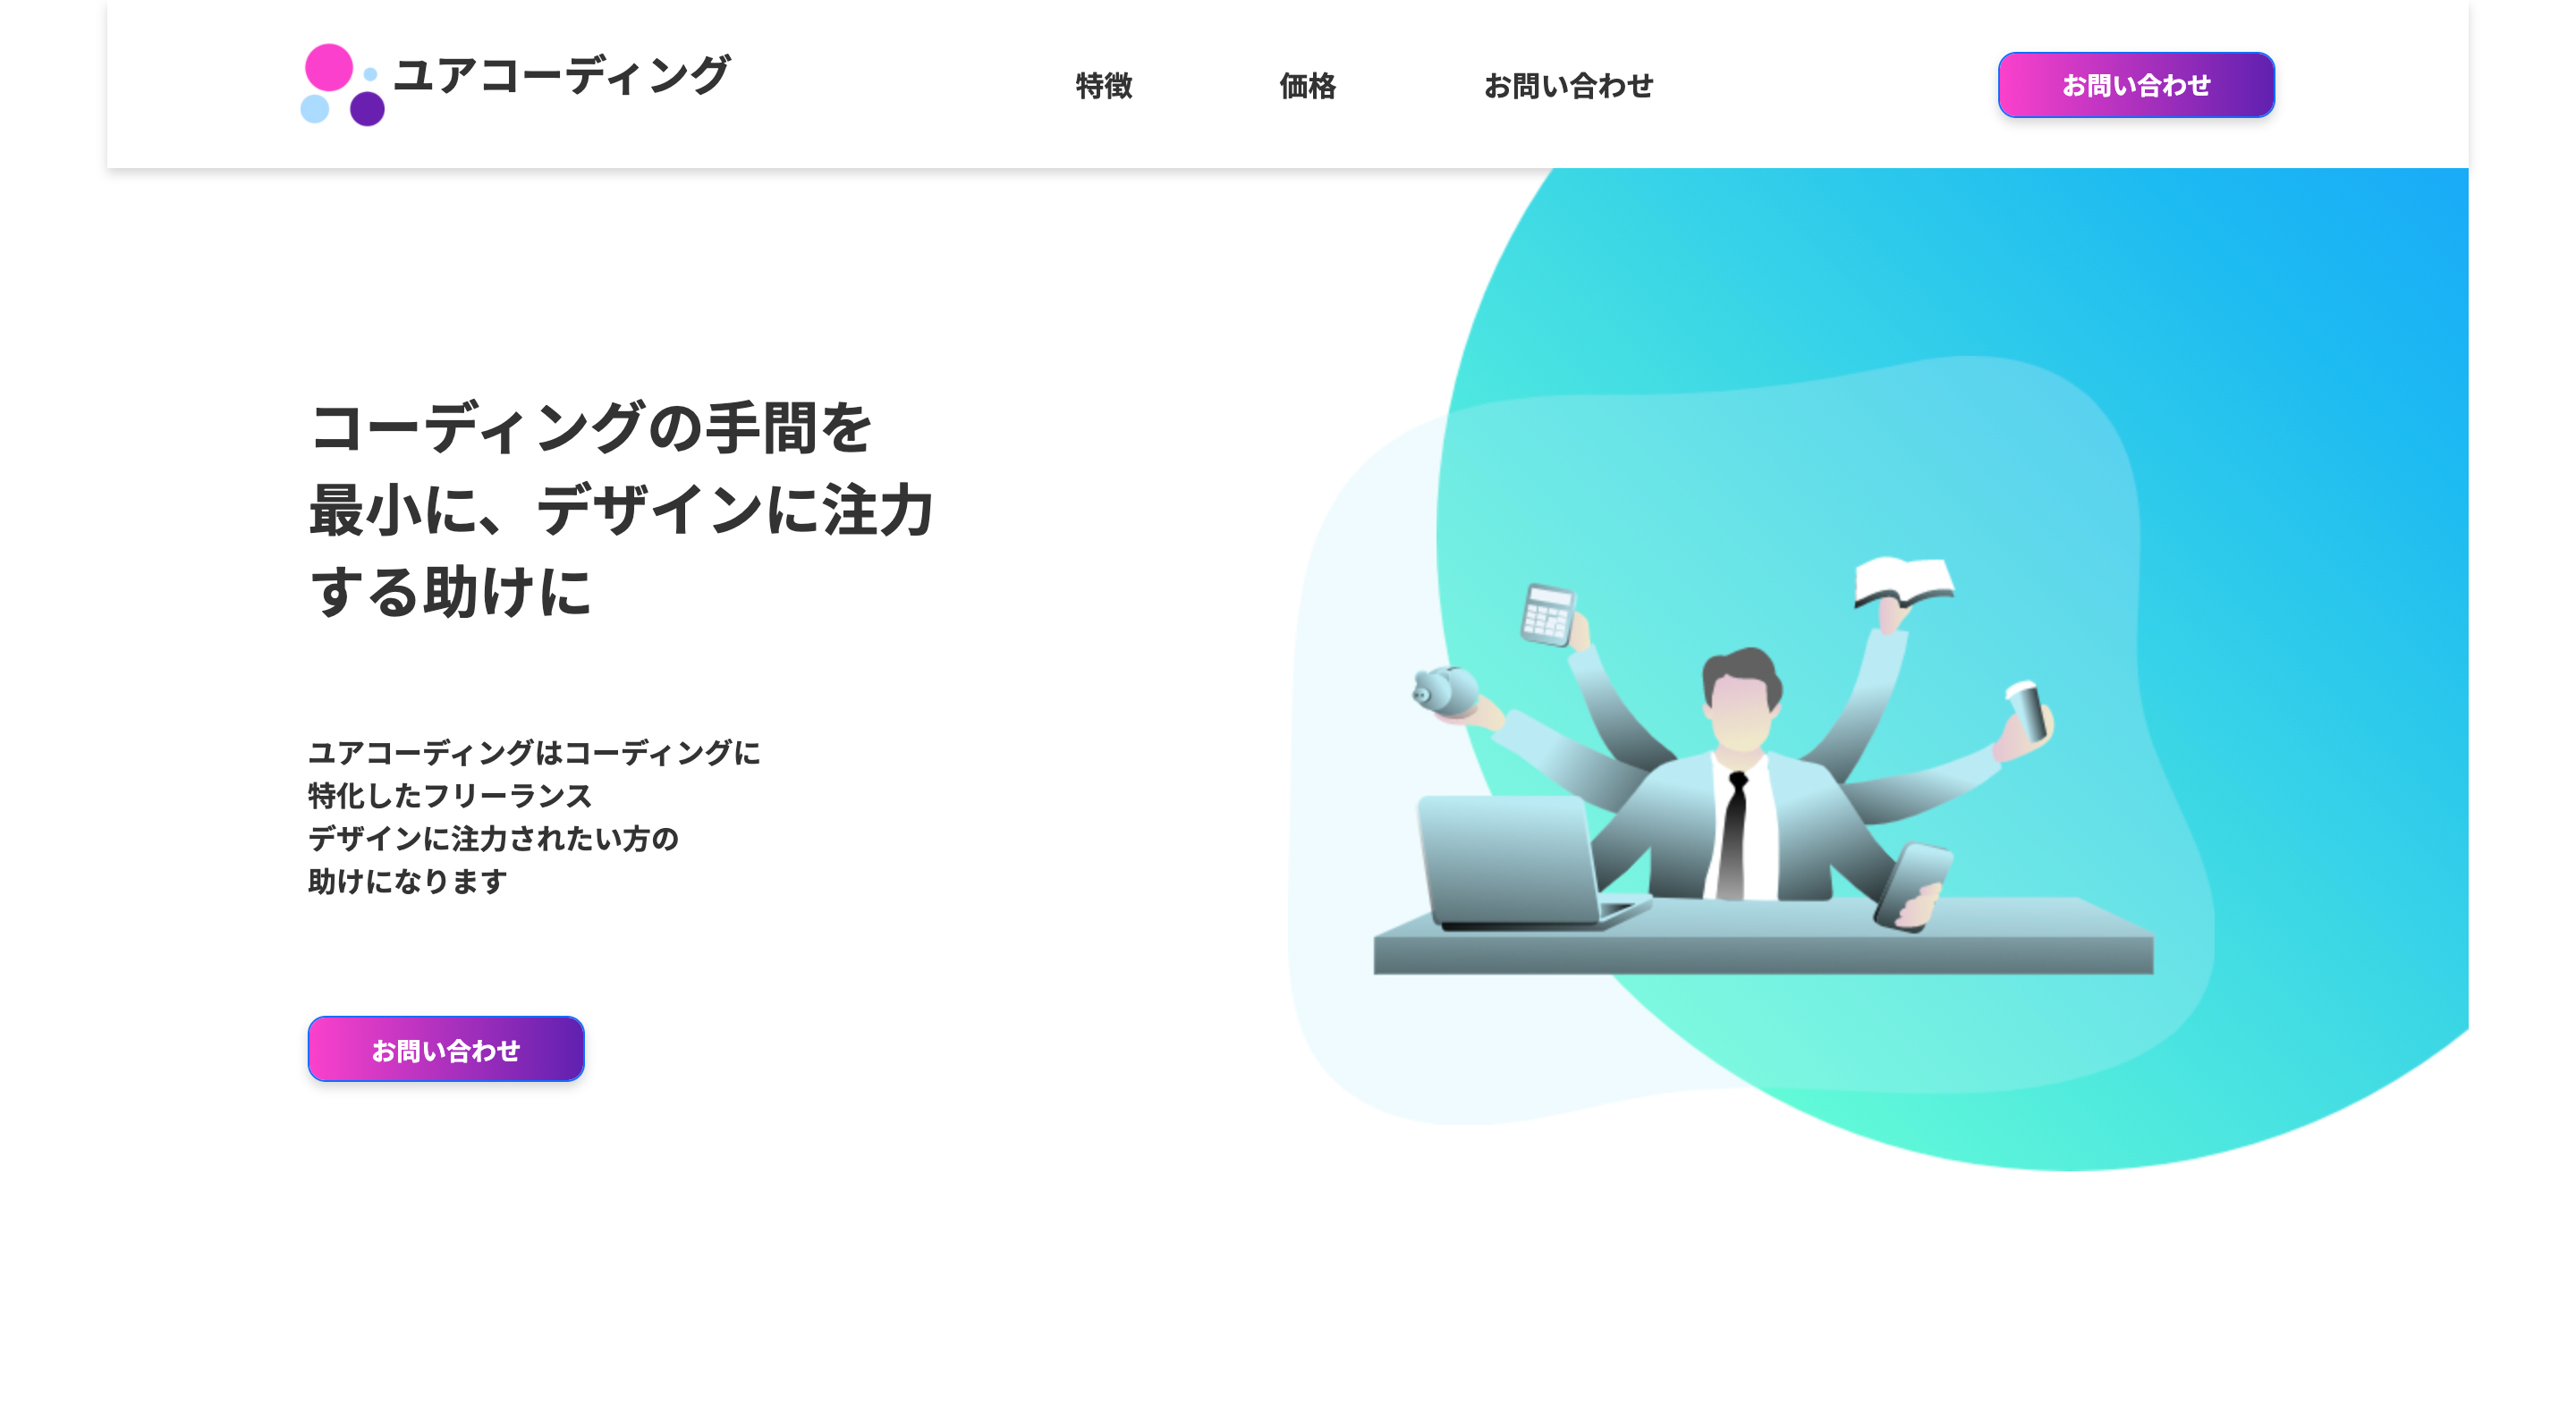 ユアコーディング
特徴
価格
お問い合わせ
お問い合わせ
コーディングの手間を
最小に、デザインに注力
する助けに
ユアコーディングはコーディングに
特化したフリーランス
デザインに注力されたい方の
助けになります
お問い合わせ